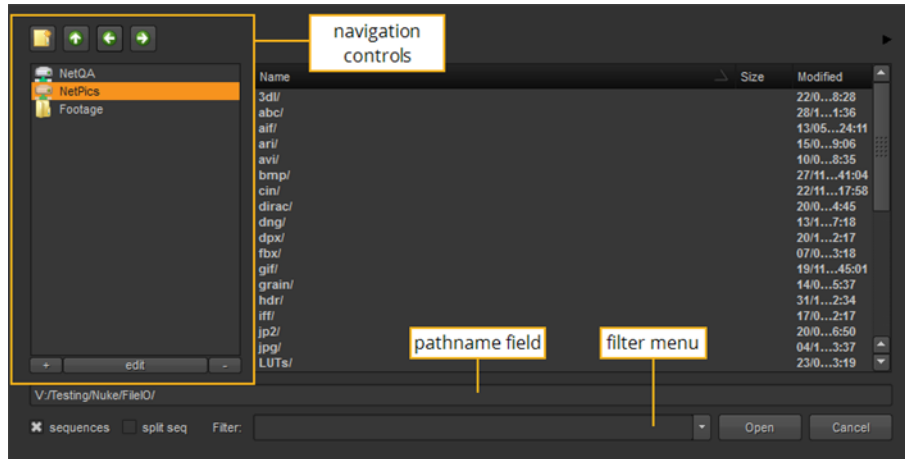 navigation
controls
NetQA
NetPics
Footage
Name Size Modified
3dl/ 22/0...8:28
abc/ 28/1...1:36
aif/ 13/05...24:11
ari/ 15/0...9:06
avi/ 10/0...8:35
bmp/ 27/11...41:04
cin/ 22/11...17:58
dirac/ 20/0...4:45
dng/ 13/1...7:18
dpx/ 20/1...2:17
fbx/ 07/0...3:18
gif/ 19/11...45:01
grain/ 14/0...5:37
hdr/ 31/1...2:34
iff/ 17/0...2:17
jp2/ 20/0...6:50
jpg/ 04/1...3:37
LUTs/ 23/0...3:19
pathname field
filter menu
+ edit -
V:/Testing/Nuke/FileIO/
sequences split seq Filter: Open Cancel